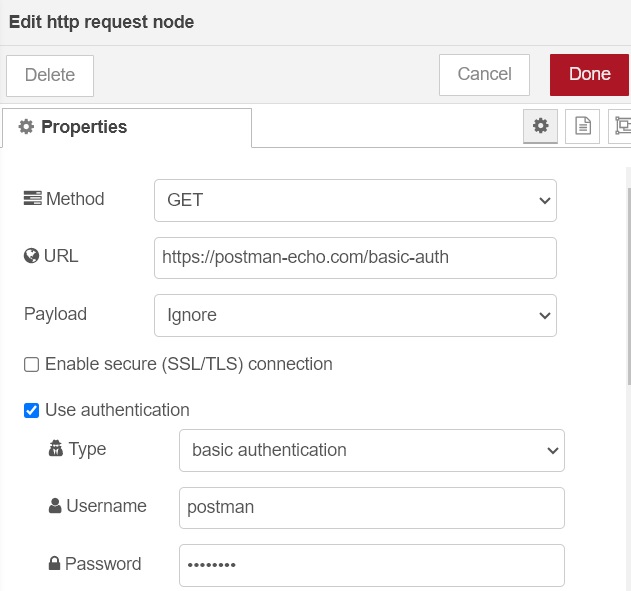 Edit http request node
Delete Cancel Done
Properties
Method GET
URL https://postman-echo.com/basic-auth
Payload Ignore
Enable secure (SSL/TLS) connection
Use authentication
Type basic authentication
Username postman
Password ••••••••